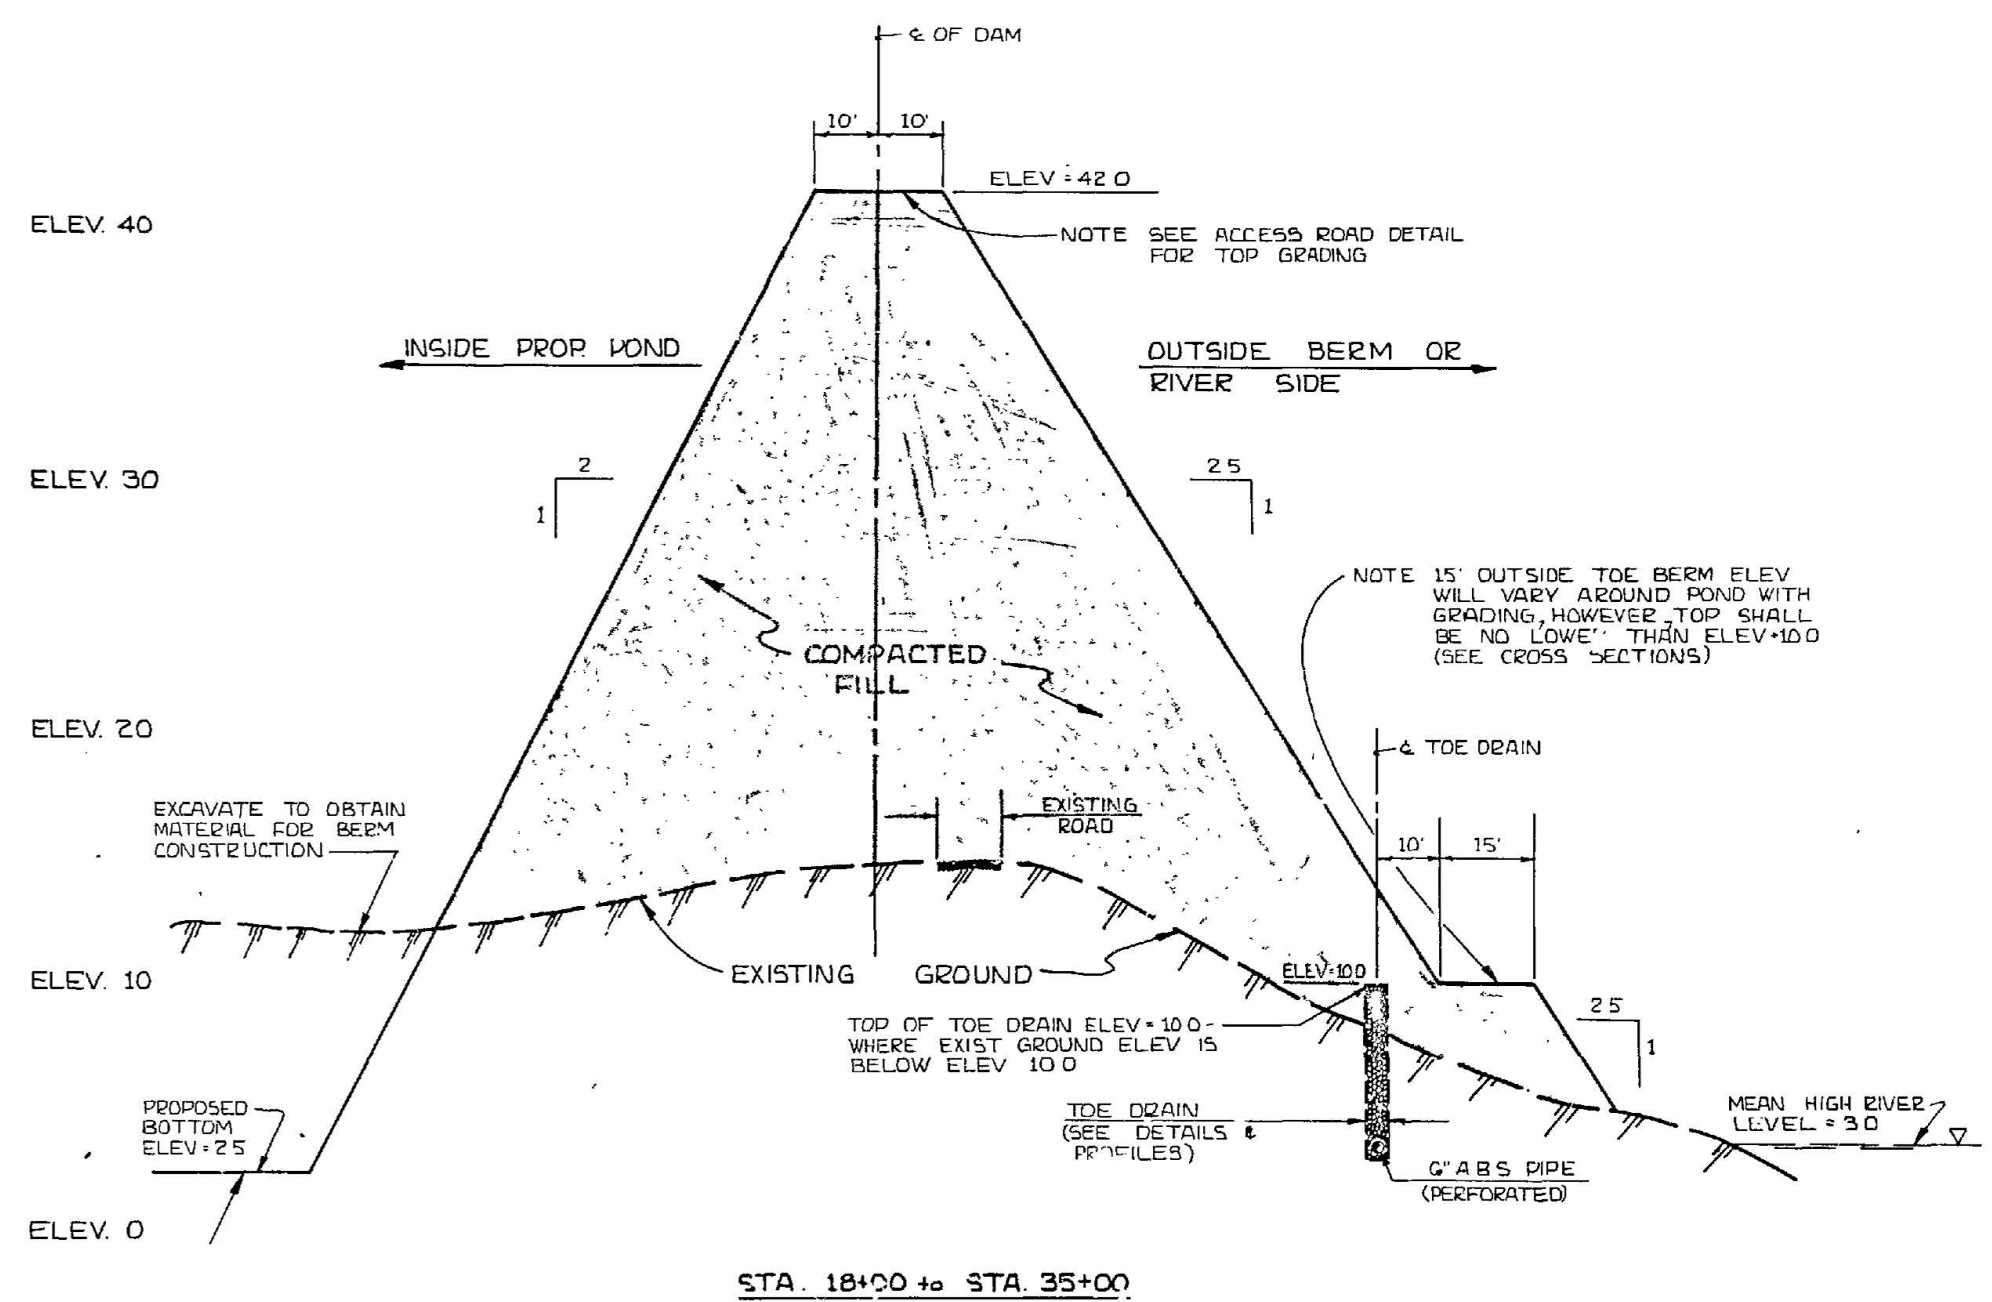 ℄ OF DAM
10' 10'
ELEV = 42 0
ELEV. 40
NOTE SEE ACCESS ROAD DETAIL
FOR TOP GRADING
INSIDE PROP. POND
OUTSIDE BERM OR
RIVER SIDE
ELEV. 30
2
1
2 5
1
NOTE 15' OUTSIDE TOE BERM ELEV
WILL VARY AROUND POND WITH
GRADING, HOWEVER, TOP SHALL
BE NO LOWE" THAN ELEV+10 0
(SEE CROSS SECTIONS)
COMPACTED
FILL
ELEV. 20
℄ TOE DRAIN
EXCAVATE TO OBTAIN
MATERIAL FOR BERM
CONSTRUCTION
EXISTING
ROAD
10' 15'
ELEV. 10
EXISTING GROUND
ELEV=10 0
TOP OF TOE DRAIN ELEV = 10 0
WHERE EXIST GROUND ELEV IS
BELOW ELEV 10 0
2 5
1
PROPOSED
BOTTOM
ELEV = 2 5
TOE DRAIN
(SEE DETAILS &
PROFILES)
MEAN HIGH RIVER
LEVEL = 3 0
6" A B S PIPE
(PERFORATED)
ELEV. 0
STA. 18+00 to STA. 35+00